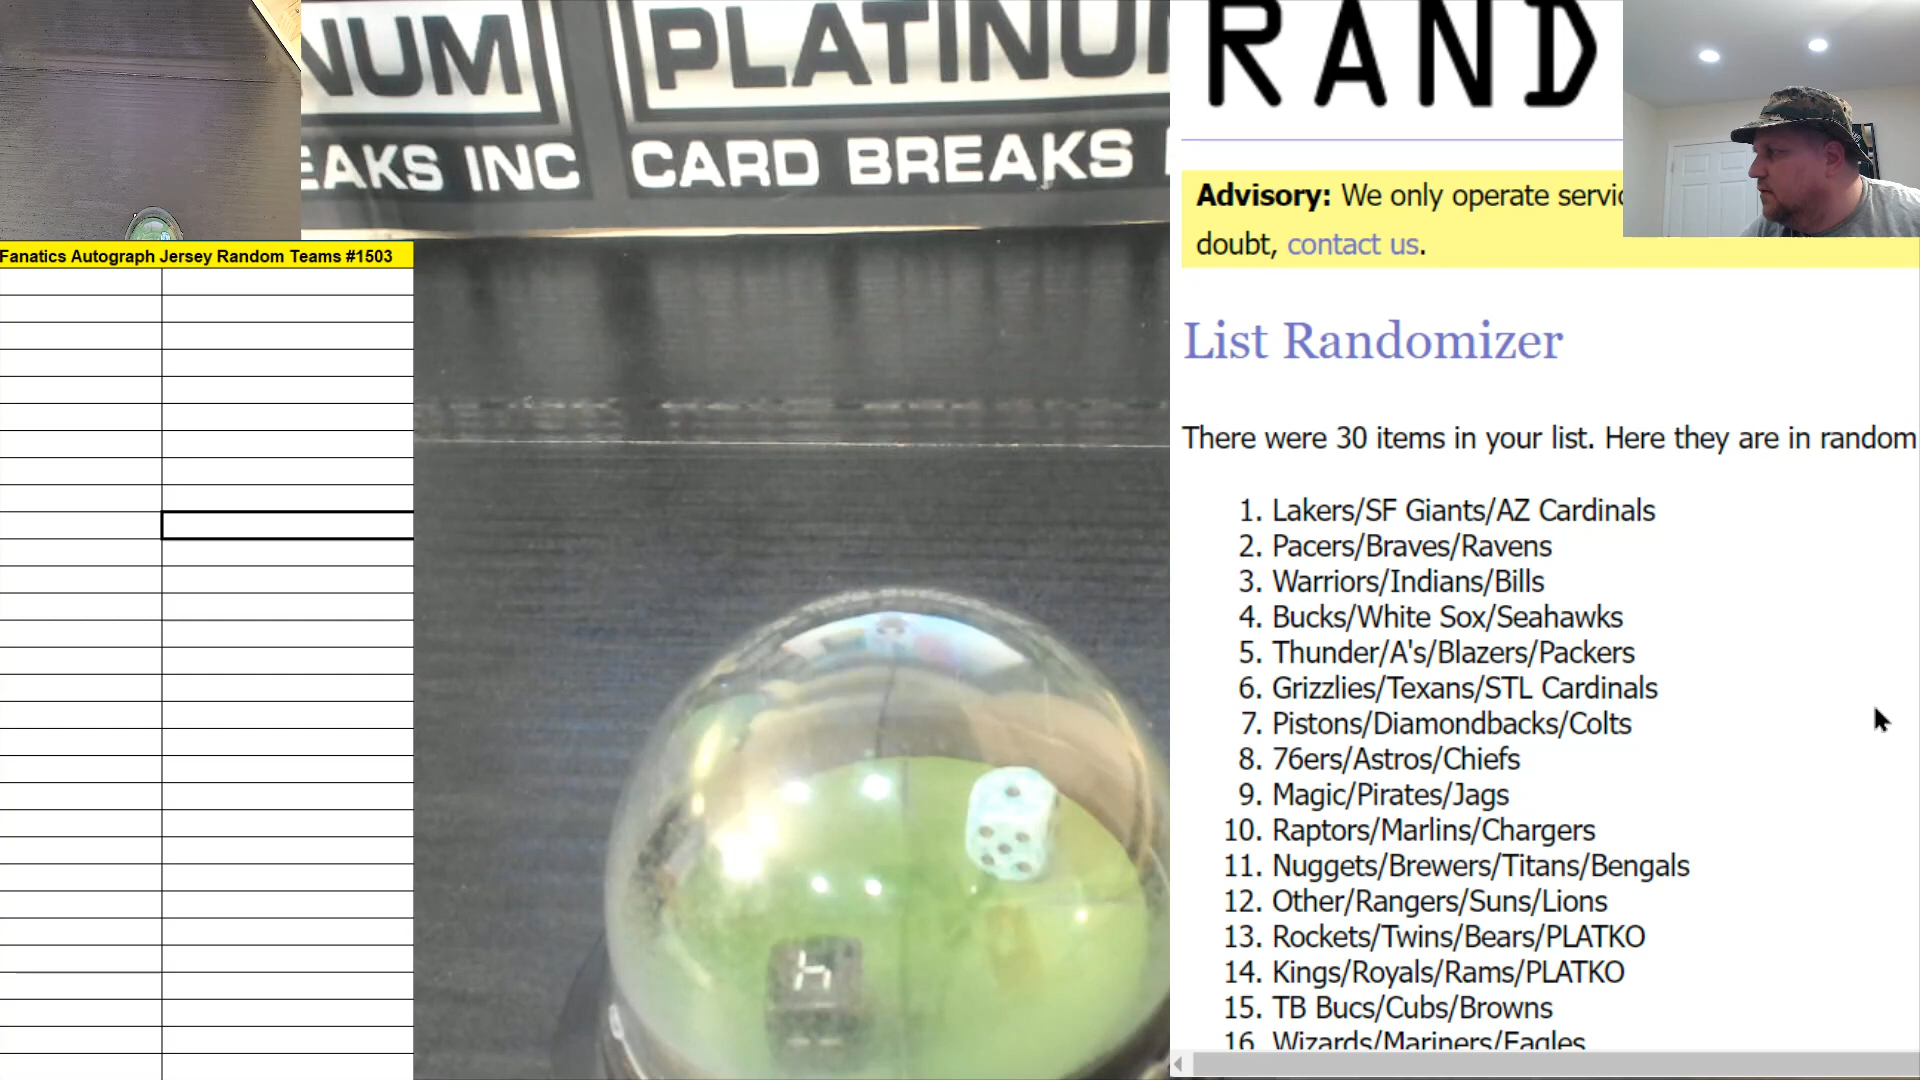 NUM
PLATINU
EAKS INC
CARD BREAKS
RAND
Fanatics Autograph Jersey Random Teams #1503
Advisory: We only operate servic
doubt, contact us.
List Randomizer
There were 30 items in your list. Here they are in random
1. Lakers/SF Giants/AZ Cardinals
2. Pacers/Braves/Ravens
3. Warriors/Indians/Bills
4. Bucks/White Sox/Seahawks
5. Thunder/A's/Blazers/Packers
6. Grizzlies/Texans/STL Cardinals
7. Pistons/Diamondbacks/Colts
8. 76ers/Astros/Chiefs
9. Magic/Pirates/Jags
10. Raptors/Marlins/Chargers
11. Nuggets/Brewers/Titans/Bengals
12. Other/Rangers/Suns/Lions
13. Rockets/Twins/Bears/PLATKO
14. Kings/Royals/Rams/PLATKO
15. TB Bucs/Cubs/Browns
16. Wizards/Mariners/Eagles